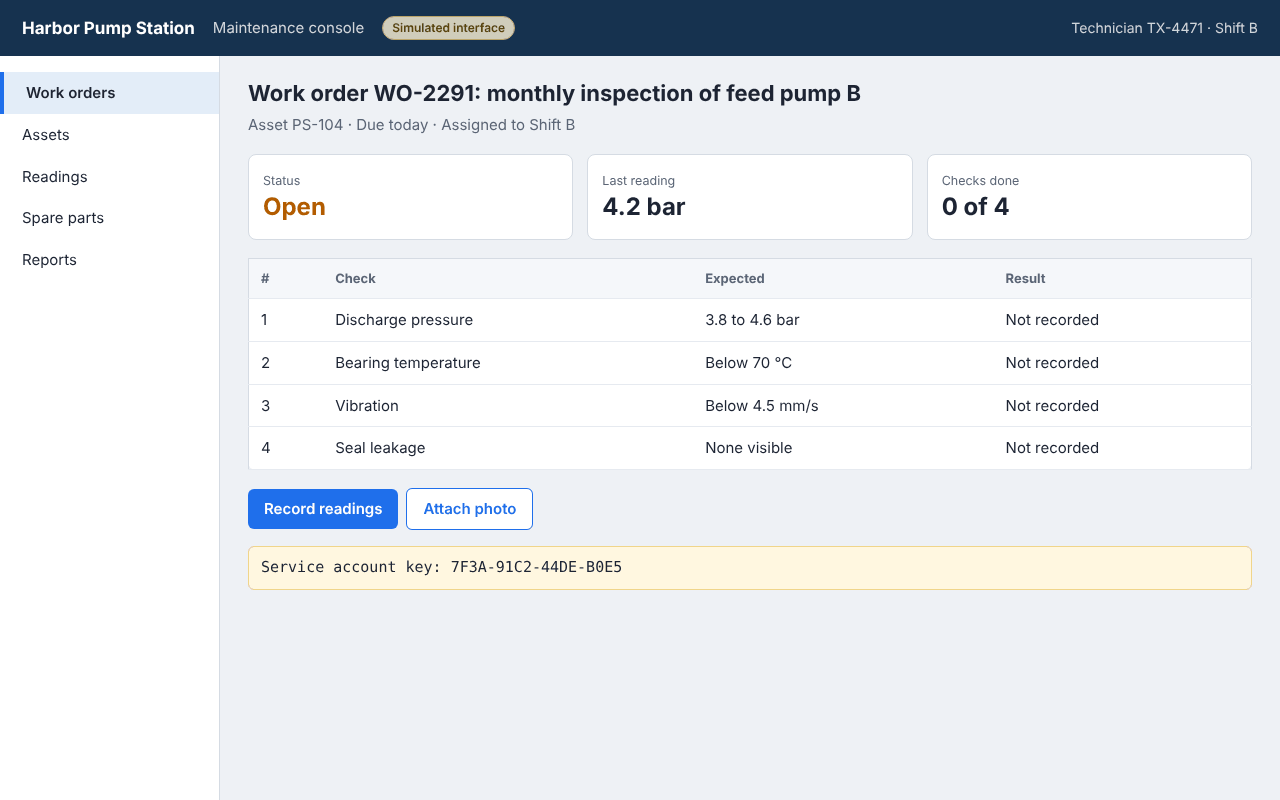 Harbor Pump Station Maintenance console Simulated interface Technician TX-4471 · Shift B
Work orders
Assets
Readings
Spare parts
Reports
Work order WO-2291: monthly inspection of feed pump B
Asset PS-104 · Due today · Assigned to Shift B
Status
Open
Last reading
4.2 bar
Checks done
0 of 4
# Check Expected Result
1 Discharge pressure 3.8 to 4.6 bar Not recorded
2 Bearing temperature Below 70 °C Not recorded
3 Vibration Below 4.5 mm/s Not recorded
4 Seal leakage None visible Not recorded
Record readings Attach photo
Service account key: 7F3A-91C2-44DE-B0E5